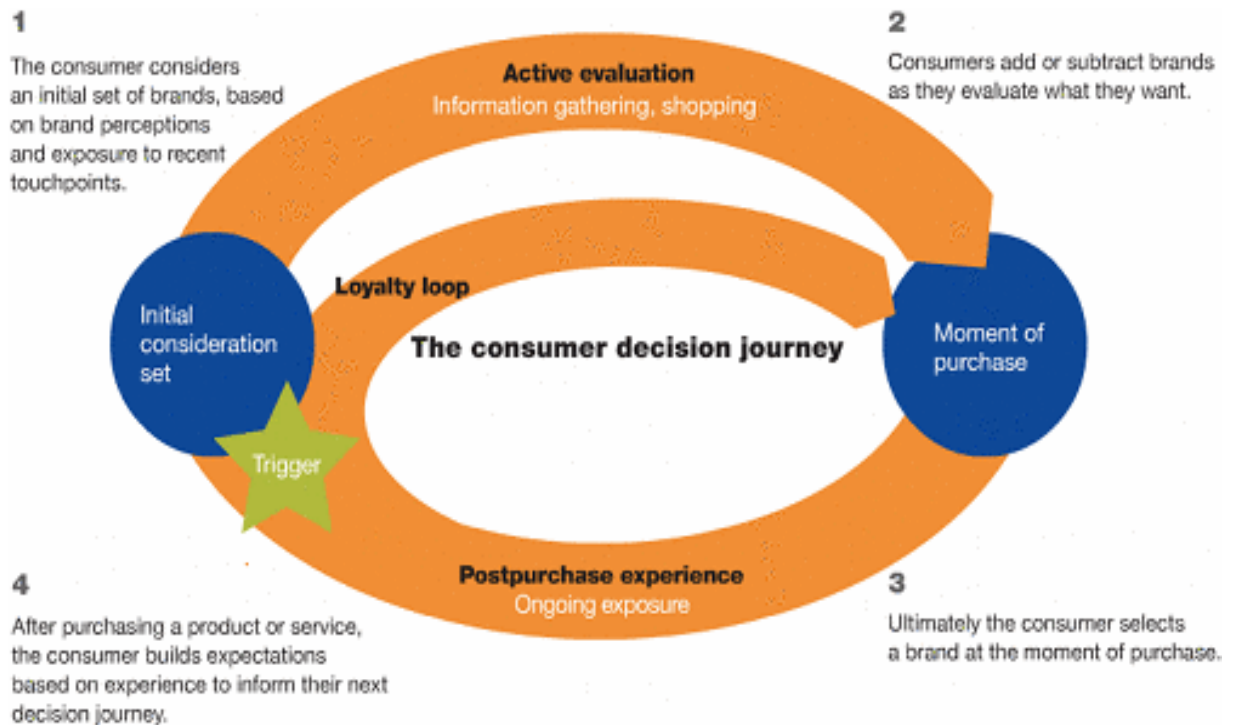 1
The consumer considers
an initial set of brands, based
on brand perceptions
and exposure to recent
touchpoints.
2
Consumers add or subtract brands
as they evaluate what they want.
Active evaluation
Information gathering, shopping
Loyalty loop
Initial
consideration
set
The consumer decision journey
Moment of
purchase
Trigger
Postpurchase experience
Ongoing exposure
3
Ultimately the consumer selects
a brand at the moment of purchase.
4
After purchasing a product or service,
the consumer builds expectations
based on experience to inform their next
decision journey.